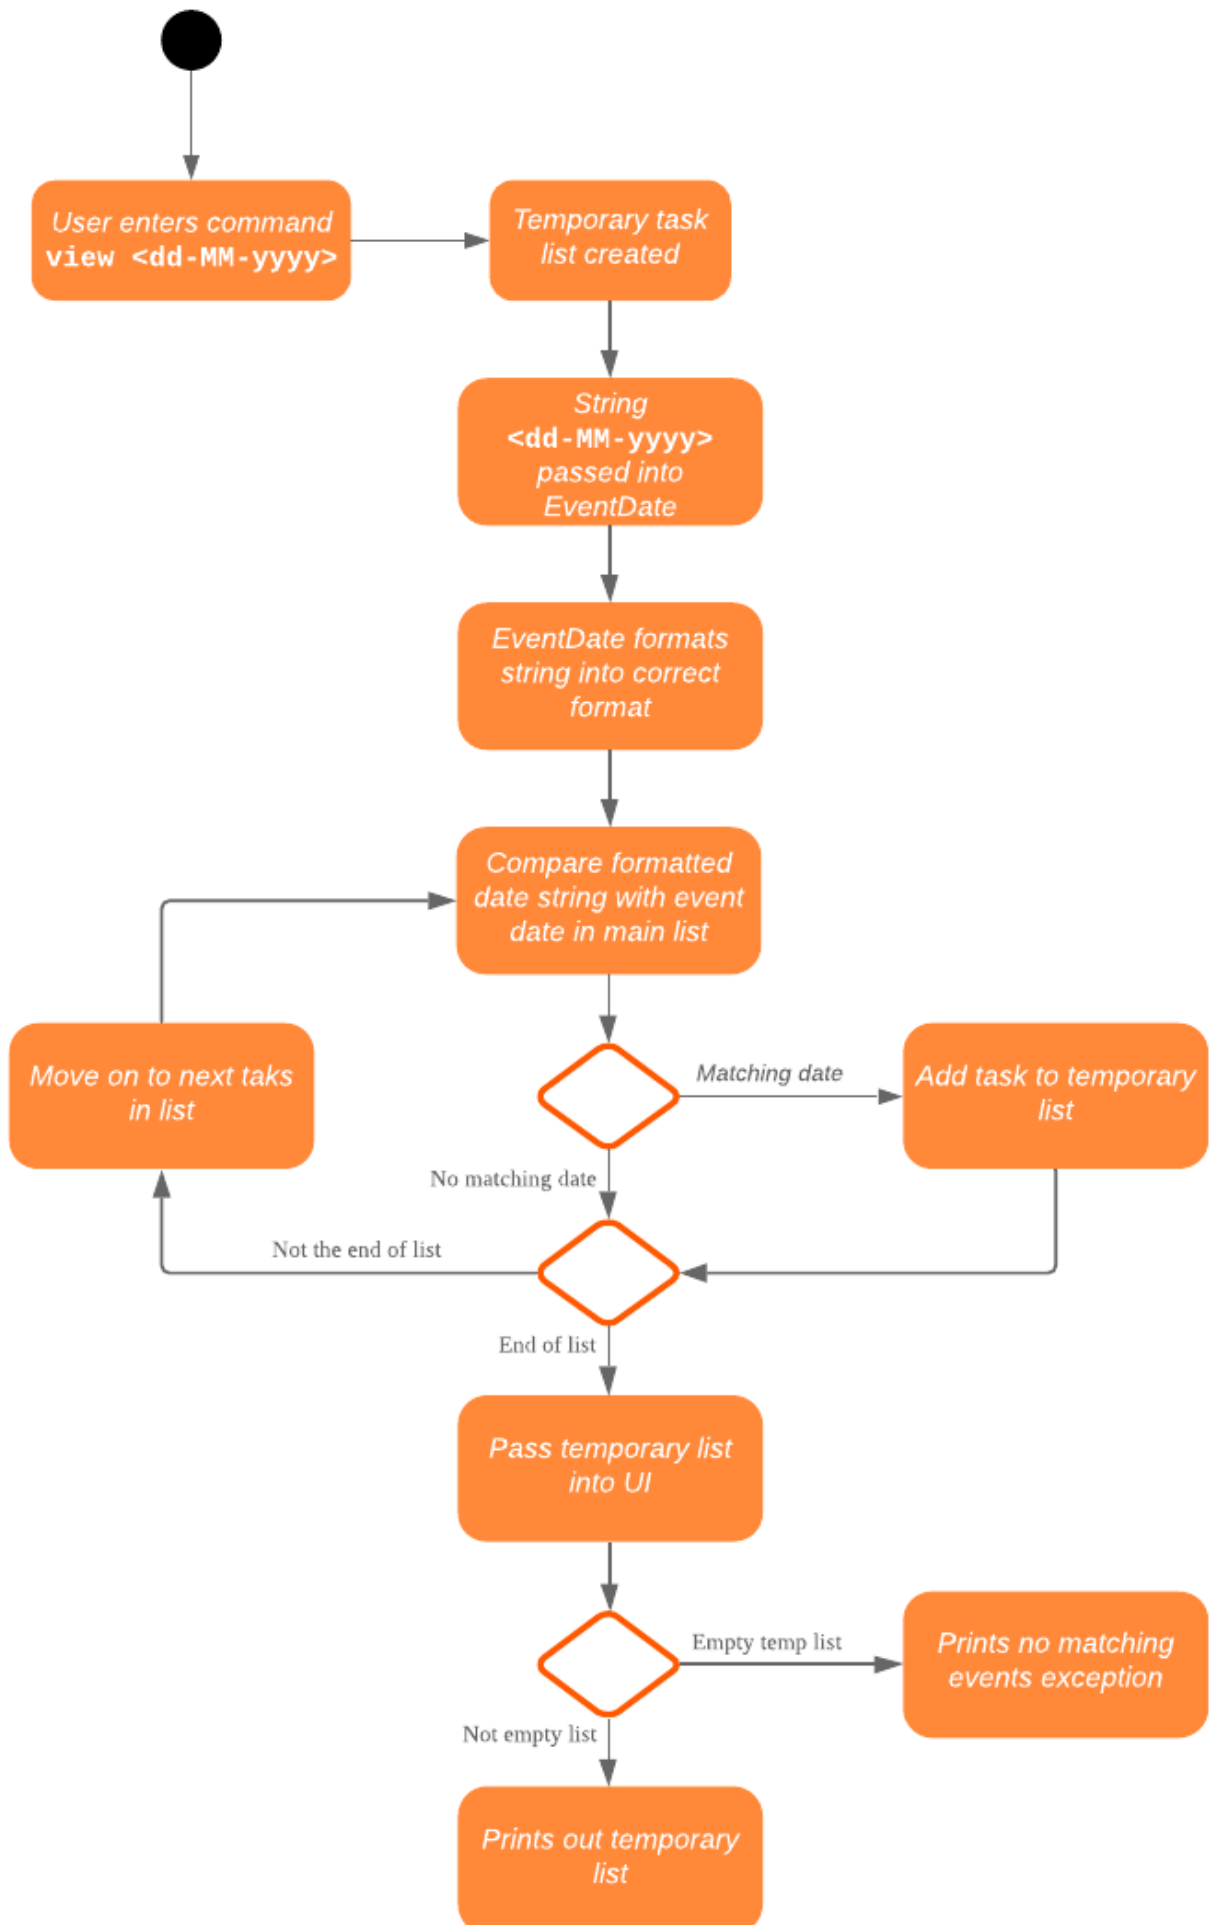 User enters command
view <dd-MM-yyyy>
Temporary task
list created
String
<dd-MM-yyyy>
passed into
EventDate
EventDate formats
string into correct
format
Compare formatted
date string with event
date in main list
Move on to next taks
in list
Matching date
Add task to temporary
list
No matching date
Not the end of list
End of list
Pass temporary list
into UI
Empty temp list
Prints no matching
events exception
Not empty list
Prints out temporary
list